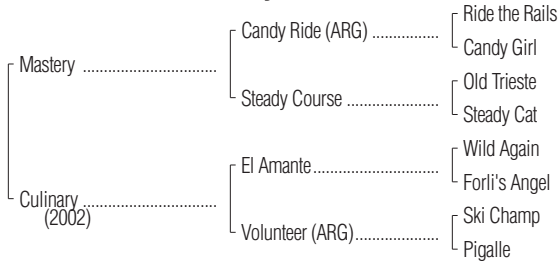 Ride the Rails
Candy Ride (ARG) ................
Candy Girl
Mastery ................................
Old Trieste
Steady Course ......................
Steady Cat
Wild Again
El Amante..............................
Forli's Angel
Culinary ................................
(2002)
Ski Champ
Volunteer (ARG)....................
Pigalle